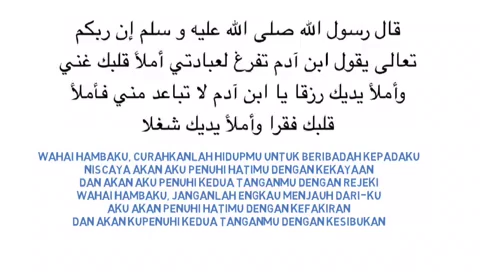 قال رسول الله صلى الله عليه و سلم إن ربكم
تعالى يقول ابن آدم تفرغ لعبادتي أملأ قلبك غني
وأملأ يديك رزقا يا ابن آدم لا تباعد مني فأملأ
قلبك فقرا وأملأ يديك شغلا
WAHAI HAMBAKU, CURAHKANLAH HIDUPMU UNTUK BERIBADAH KEPADAKU
NISCAYA AKAN AKU PENUHI HATIMU DENGAN KEKAYAAN
DAN AKAN AKU PENUHI KEDUA TANGANMU DENGAN REJEKI
WAHAI HAMBAKU, JANGANLAH ENGKAU MENJAUH DARI-KU
AKU AKAN PENUHI HATIMU DENGAN KEFAKIRAN
DAN AKAN KUPENUHI KEDUA TANGANMU DENGAN KESIBUKAN